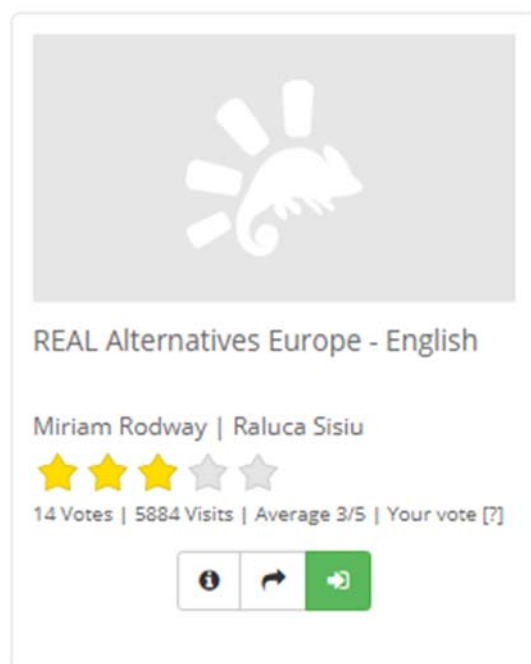 REAL Alternatives Europe - English
Miriam Rodway | Raluca Sisiu
14 Votes | 5884 Visits | Average 3/5 | Your vote [?]